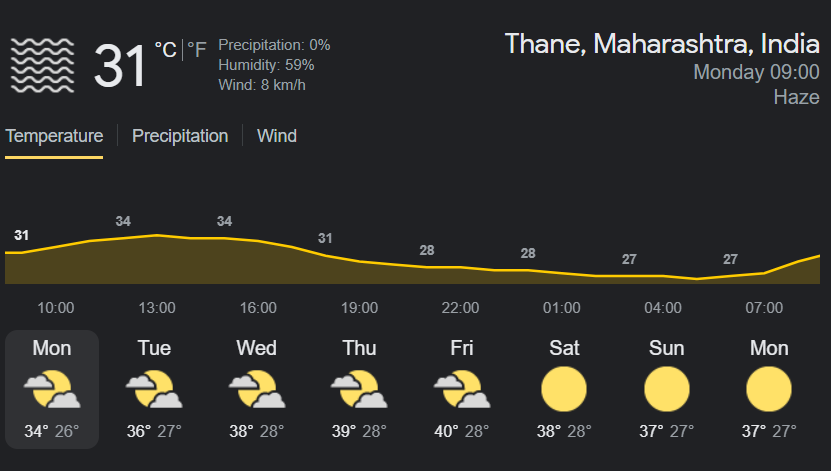 31 °C | °F
Precipitation: 0%
Humidity: 59%
Wind: 8 km/h
Thane, Maharashtra, India
Monday 09:00
Haze
Temperature | Precipitation | Wind
31 34 34 31 28 28 27 27
10:00 13:00 16:00 19:00 22:00 01:00 04:00 07:00
Mon Tue Wed Thu Fri Sat Sun Mon
34° 26° 36° 27° 38° 28° 39° 28° 40° 28° 38° 28° 37° 27° 37° 27°